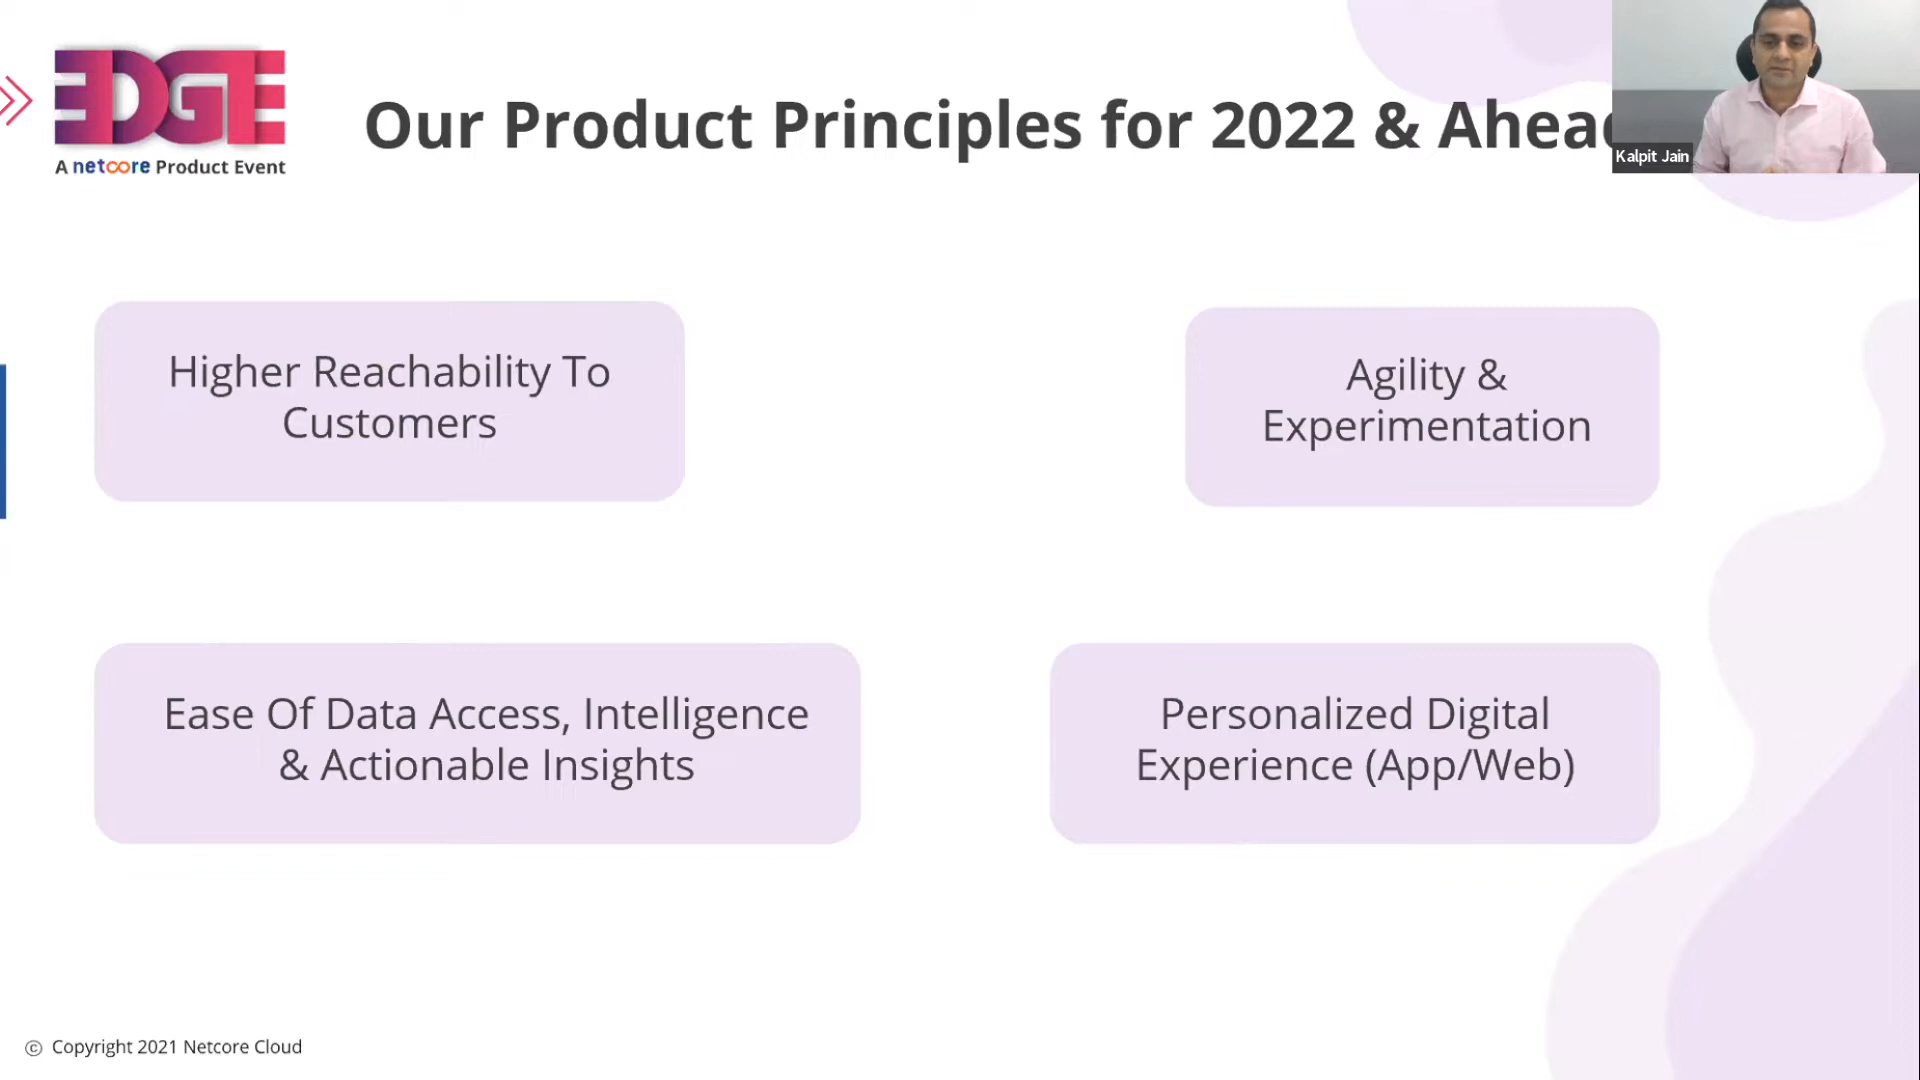 EDGE
A netcore Product Event
Our Product Principles for 2022 & Ahead
Kalpit Jain
Higher Reachability To
Customers
Agility &
Experimentation
Ease Of Data Access, Intelligence
& Actionable Insights
Personalized Digital
Experience (App/Web)
© Copyright 2021 Netcore Cloud